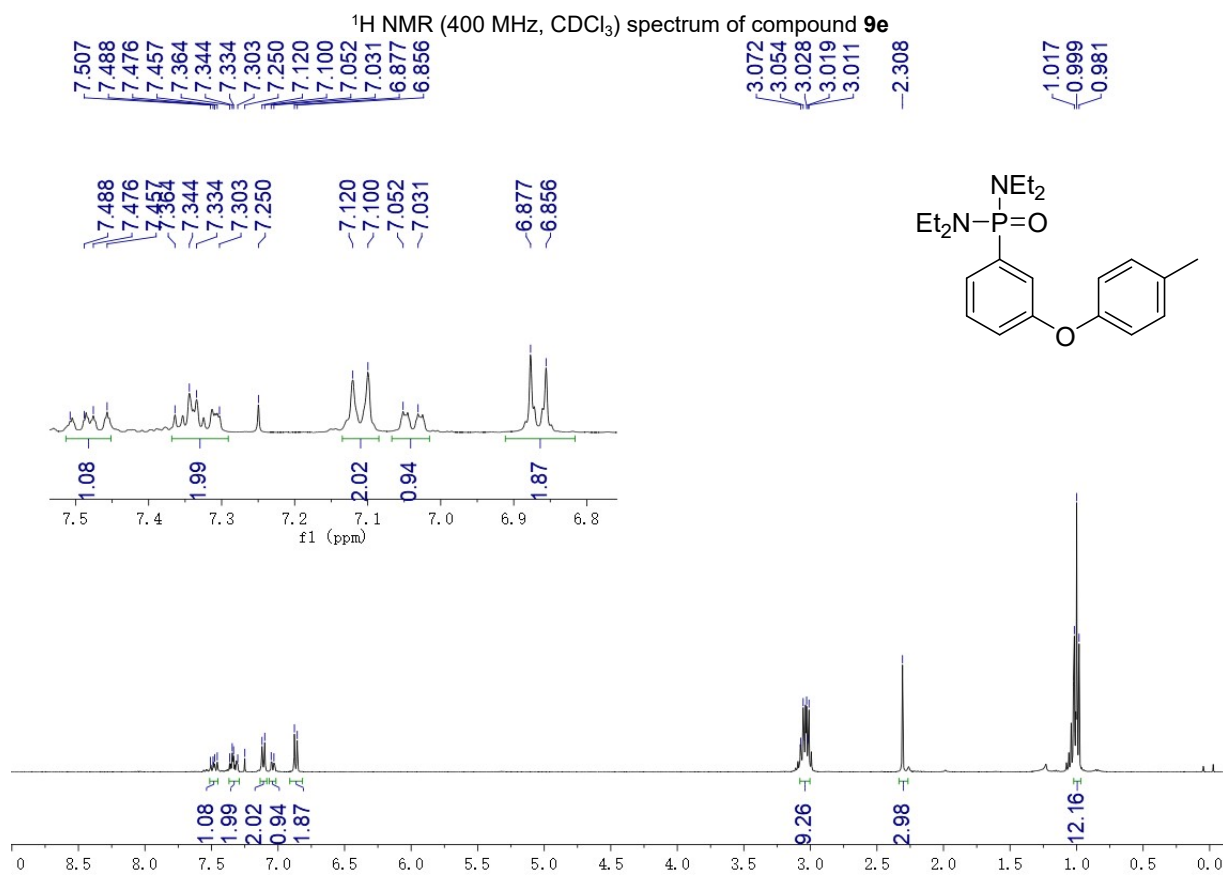 ¹H NMR (400 MHz, CDCl₃) spectrum of compound 9e
7.507 7.488 7.476 7.457 7.364 7.344 7.334 7.303 7.250 7.120 7.100 7.052 7.031 6.877 6.856
3.072 3.054 3.028 3.019 3.011
2.308
1.017 0.999 0.981
7.488 7.476 7.457 7.364 7.344 7.334 7.303 7.250
7.120 7.100 7.052 7.031
6.877 6.856
NEt₂
Et₂N P=O
O
1.08 1.99 2.02 0.94 1.87
7.5 7.4 7.3 7.2 7.1 7.0 6.9 6.8
f1 (ppm)
1.08 1.99 2.02 0.94 1.87 9.26 2.98 12.16
0 8.5 8.0 7.5 7.0 6.5 6.0 5.5 5.0 4.5 4.0 3.5 3.0 2.5 2.0 1.5 1.0 0.5 0.0